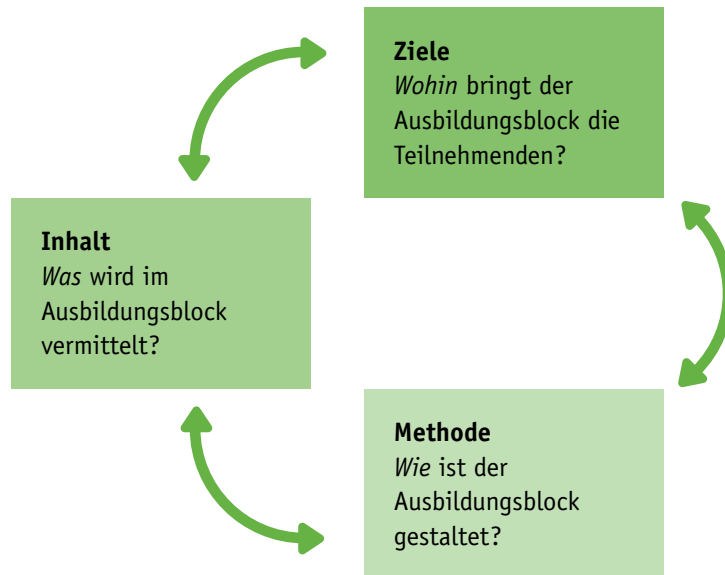 Ziele
Wohin bringt der
Ausbildungsblock die
Teilnehmenden?
Inhalt
Was wird im
Ausbildungsblock
vermittelt?
Methode
Wie ist der
Ausbildungsblock
gestaltet?